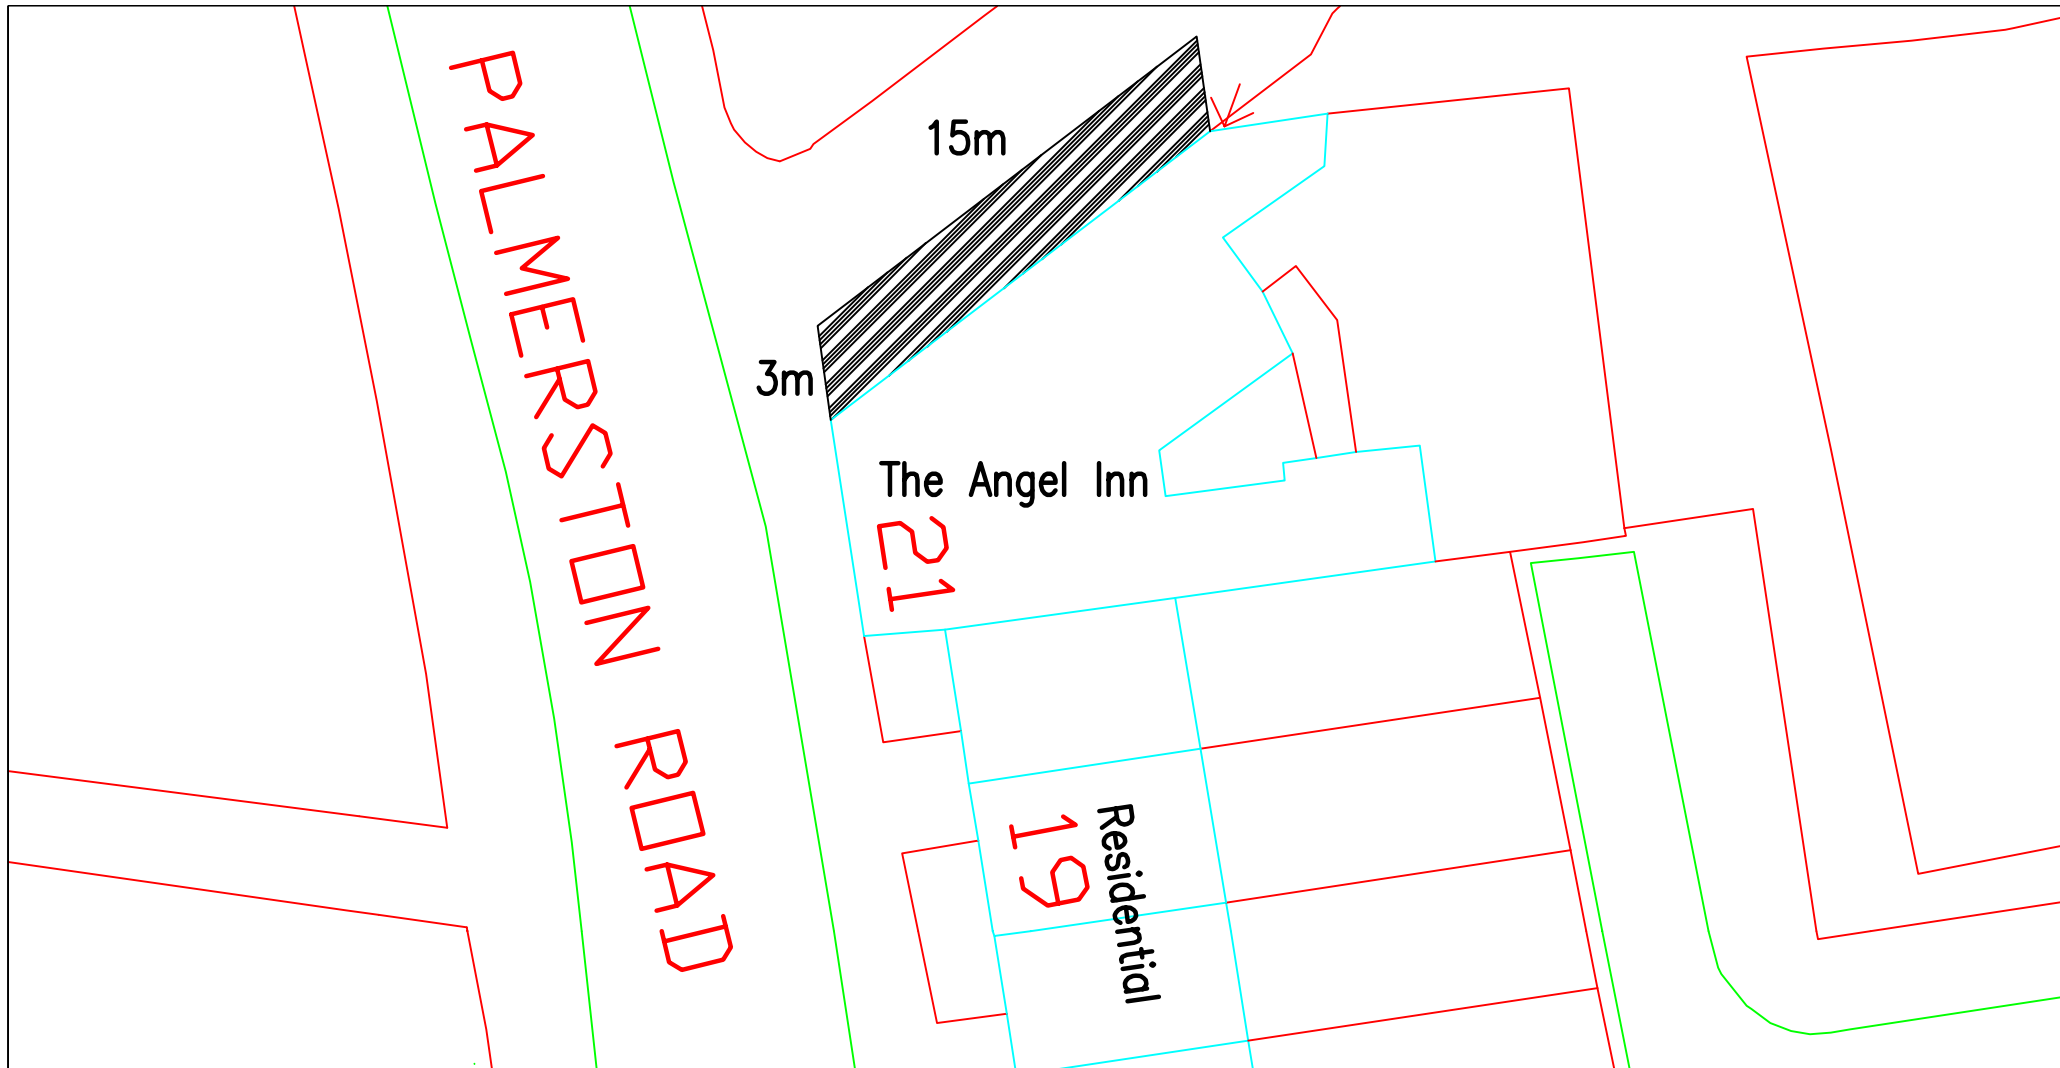 PALMERSTON ROAD
15m
3m
The Angel Inn
21
19
Residential